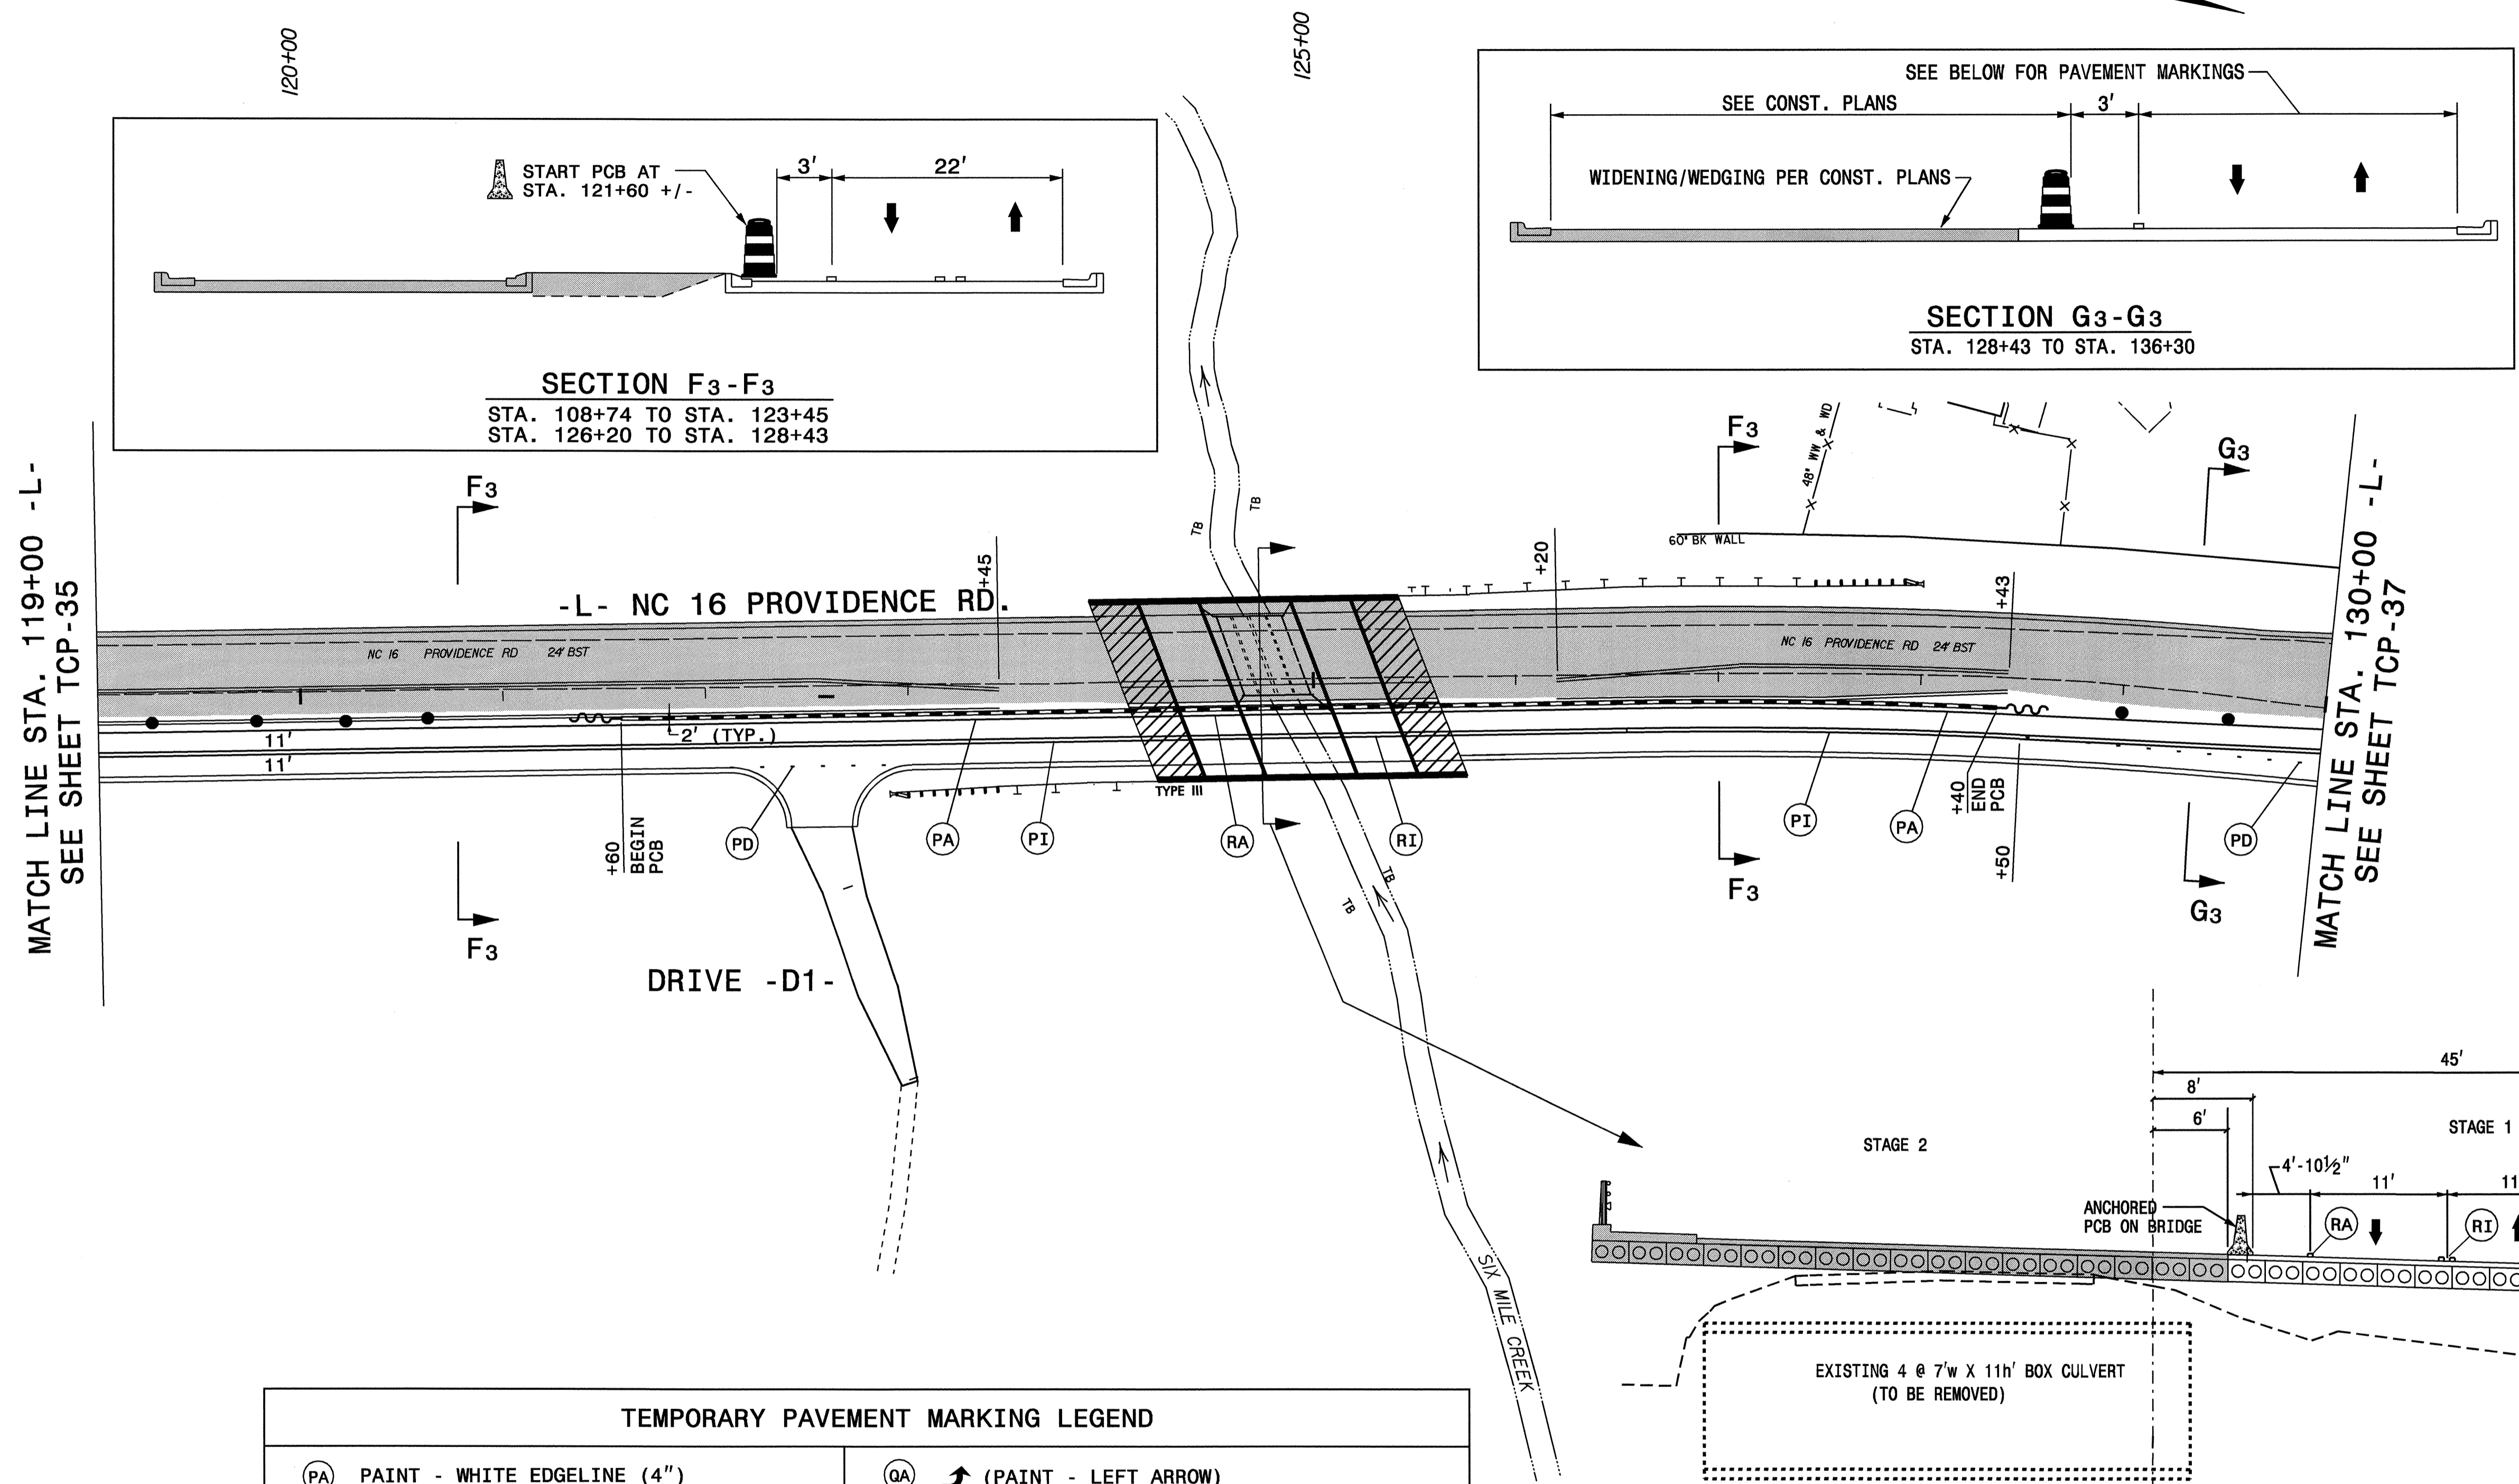 120+00
125+00
START PCB AT
STA. 121+60 +/-
3'
22'
SECTION F3-F3
STA. 108+74 TO STA. 123+45
STA. 126+20 TO STA. 128+43
SEE BELOW FOR PAVEMENT MARKINGS
SEE CONST. PLANS
3'
WIDENING/WEDGING PER CONST. PLANS
SECTION G3-G3
STA. 128+43 TO STA. 136+30
MATCH LINE STA. 119+00 -L-
SEE SHEET TCP-35
F3
F3
-L- NC 16 PROVIDENCE RD.
+45
TB
TB
NC 16 PROVIDENCE RD 24' BST
11'
11'
2' (TYP.)
+60
BEGIN
PCB
PD
PA
PI
TYPE III
RA
RI
TB
TB
DRIVE -D1-
F3
F3
48" WW & WD
60" BK WALL
+20
+43
G3
G3
NC 16 PROVIDENCE RD 24' BST
PI
PA
+40
END
PCB
+50
PD
MATCH LINE STA. 130+00 -L-
SEE SHEET TCP-37
SIX MILE CREEK
45'
8'
6'
STAGE 2
STAGE 1
4'-10½"
11'
11
ANCHORED
PCB ON BRIDGE
RA
RI
EXISTING 4 @ 7'w X 11h' BOX CULVERT
(TO BE REMOVED)
TEMPORARY PAVEMENT MARKING LEGEND
PA PAINT - WHITE EDGELINE (4")
QA (PAINT - LEFT ARROW)